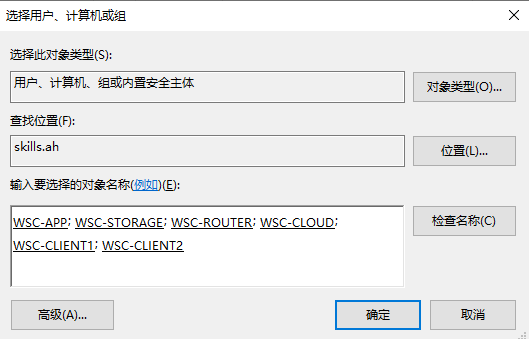 选择用户、计算机或组
选择此对象类型(S):
用户、计算机、组或内置安全主体
对象类型(O)...
查找位置(F):
skills.ah
位置(L)...
输入要选择的对象名称(例如)(E):
WSC-APP; WSC-STORAGE; WSC-ROUTER; WSC-CLOUD;
WSC-CLIENT1; WSC-CLIENT2
检查名称(C)
高级(A)...
确定
取消